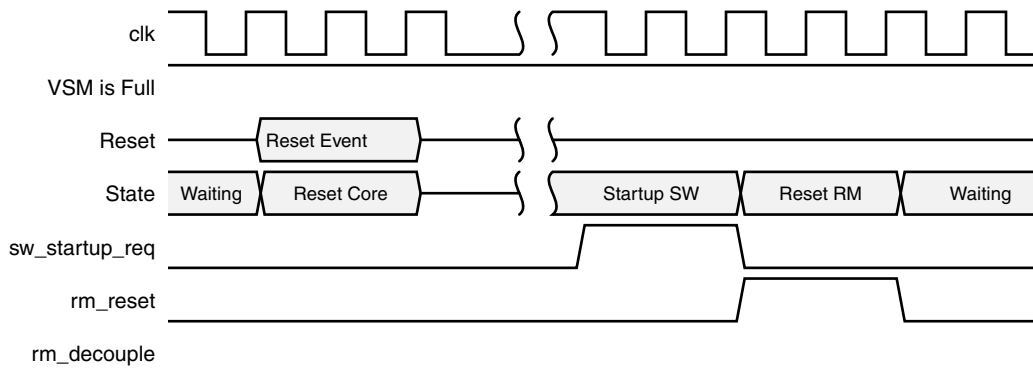 clk
VSM is Full
Reset Reset Event
State Waiting Reset Core Startup SW Reset RM Waiting
sw_startup_req
rm_reset
rm_decouple